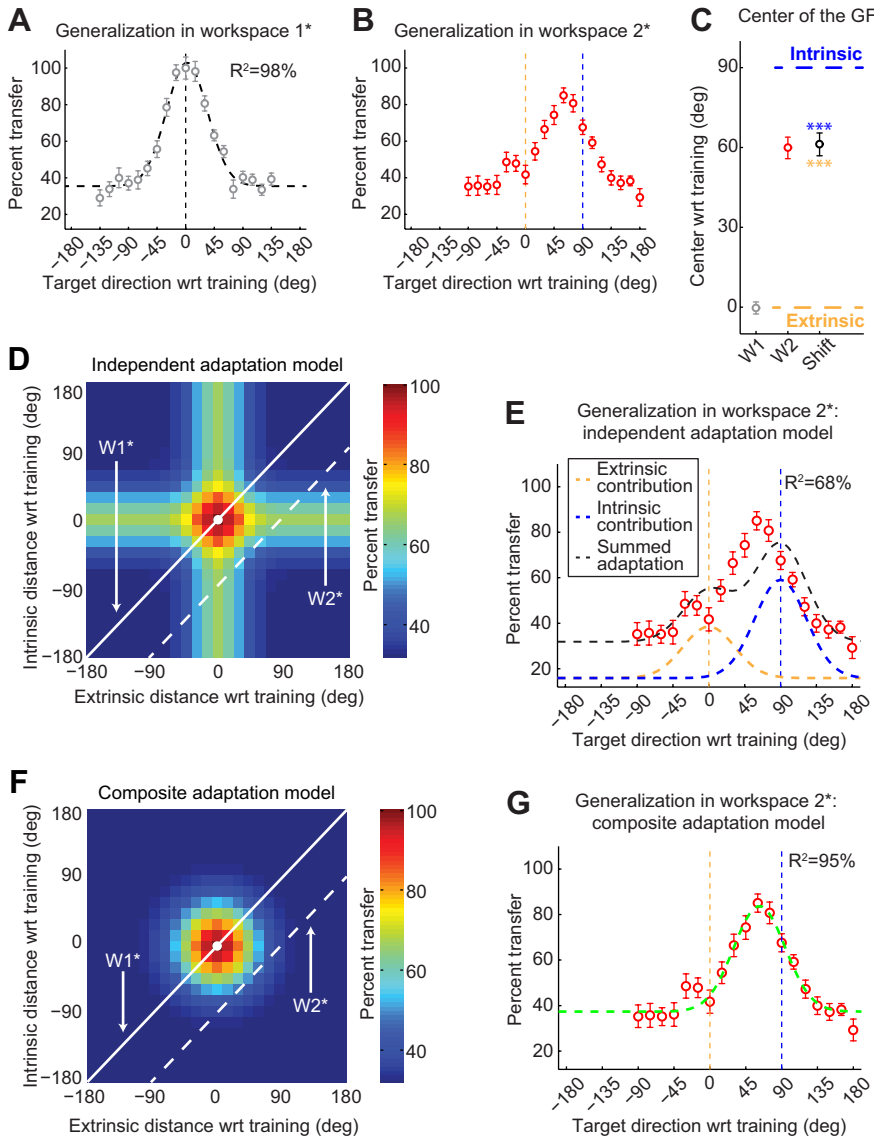 A
Generalization in workspace 1*
R²=98%
Percent transfer
100
80
60
40
20
−180
−135
−90
−45
0
45
90
135
180
Target direction wrt training (deg)
B
Generalization in workspace 2*
Percent transfer
100
80
60
40
20
−180
−135
−90
−45
0
45
90
135
180
Target direction wrt training (deg)
C
Center of the GF
Center wrt training (deg)
90
60
30
0
Intrinsic
***
***
Extrinsic
W1
W2
Shift
D
Independent adaptation model
Intrinsic distance wrt training (deg)
180
90
0
−90
−180
W1*
W2*
−180
−90
0
90
180
Extrinsic distance wrt training (deg)
Percent transfer
100
80
60
40
E
Generalization in workspace 2*:
independent adaptation model
Extrinsic
contribution
Intrinsic
contribution
Summed
adaptation
R²=68%
Percent transfer
100
80
60
40
20
−180
−135
−90
−45
0
45
90
135
180
Target direction wrt training (deg)
F
Composite adaptation model
Intrinsic distance wrt training (deg)
180
90
0
−90
−180
W1*
W2*
−180
−90
0
90
180
Extrinsic distance wrt training (deg)
Percent transfer
100
80
60
40
G
Generalization in workspace 2*:
composite adaptation model
R²=95%
Percent transfer
100
80
60
40
20
−180
−135
−90
−45
0
45
90
135
180
Target direction wrt training (deg)